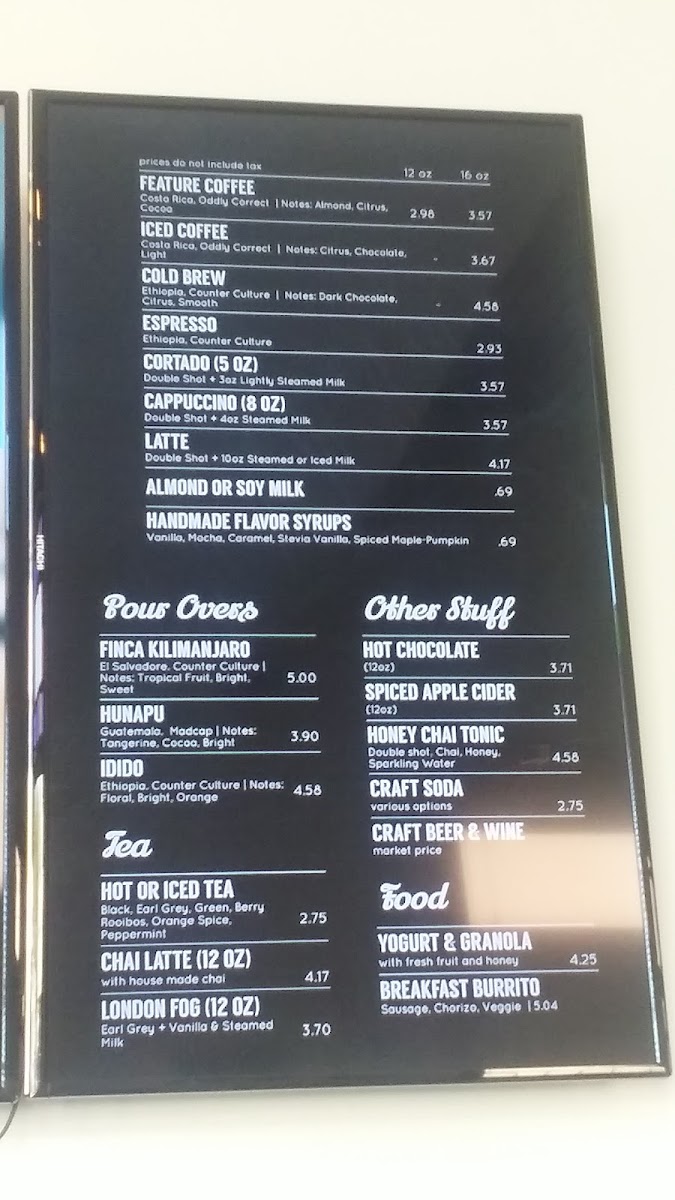 prices do not include tax 12 oz 16 oz
FEATURE COFFEE
Costa Rica, Oddly Correct | Notes: Almond, Citrus,
Cocoa 2.98 3.57
ICED COFFEE
Costa Rica, Oddly Correct | Notes: Citrus, Chocolate,
Light - 3.67
COLD BREW
Ethiopia, Counter Culture | Notes: Dark Chocolate,
Citrus, Smooth - 4.58
ESPRESSO
Ethiopia, Counter Culture 2.93
CORTADO (5 OZ)
Double Shot + 3oz Lightly Steamed Milk 3.57
CAPPUCCINO (8 OZ)
Double Shot + 4oz Steamed Milk 3.57
LATTE
Double Shot + 10oz Steamed or Iced Milk 4.17
ALMOND OR SOY MILK .69
HANDMADE FLAVOR SYRUPS
Vanilla, Mocha, Caramel, Stevia Vanilla, Spiced Maple-Pumpkin .69
HITACHI
Pour Overs
FINCA KILIMANJARO
El Salvadore. Counter Culture |
Notes: Tropical Fruit, Bright, 5.00
Sweet
HUNAPU
Guatemala, Madcap | Notes:
Tangerine, Cocoa, Bright 3.90
IDIDO
Ethiopia. Counter Culture | Notes:
Floral, Bright, Orange 4.58
Tea
HOT OR ICED TEA
Black, Earl Grey, Green, Berry
Rooibos, Orange Spice, 2.75
Peppermint
CHAI LATTE (12 OZ)
with house made chai 4.17
LONDON FOG (12 OZ)
Earl Grey + Vanilla & Steamed 3.70
Milk
Other Stuff
HOT CHOCOLATE
(12oz) 3.71
SPICED APPLE CIDER
(12oz) 3.71
HONEY CHAI TONIC
Double shot, Chai, Honey,
Sparkling Water 4.58
CRAFT SODA
various options 2.75
CRAFT BEER & WINE
market price
Food
YOGURT & GRANOLA
with fresh fruit and honey 4.25
BREAKFAST BURRITO
Sausage, Chorizo, Veggie | 5.04